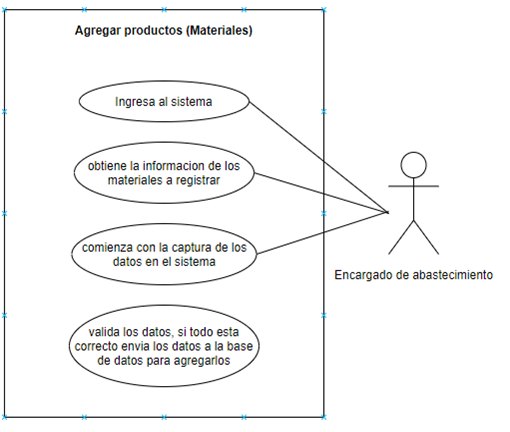 Agregar productos (Materiales)
Ingresa al sistema
obtiene la informacion de los
materiales a registrar
comienza con la captura de los
datos en el sistema
valida los datos, si todo esta
correcto envia los datos a la base
de datos para agregarlos
Encargado de abastecimiento